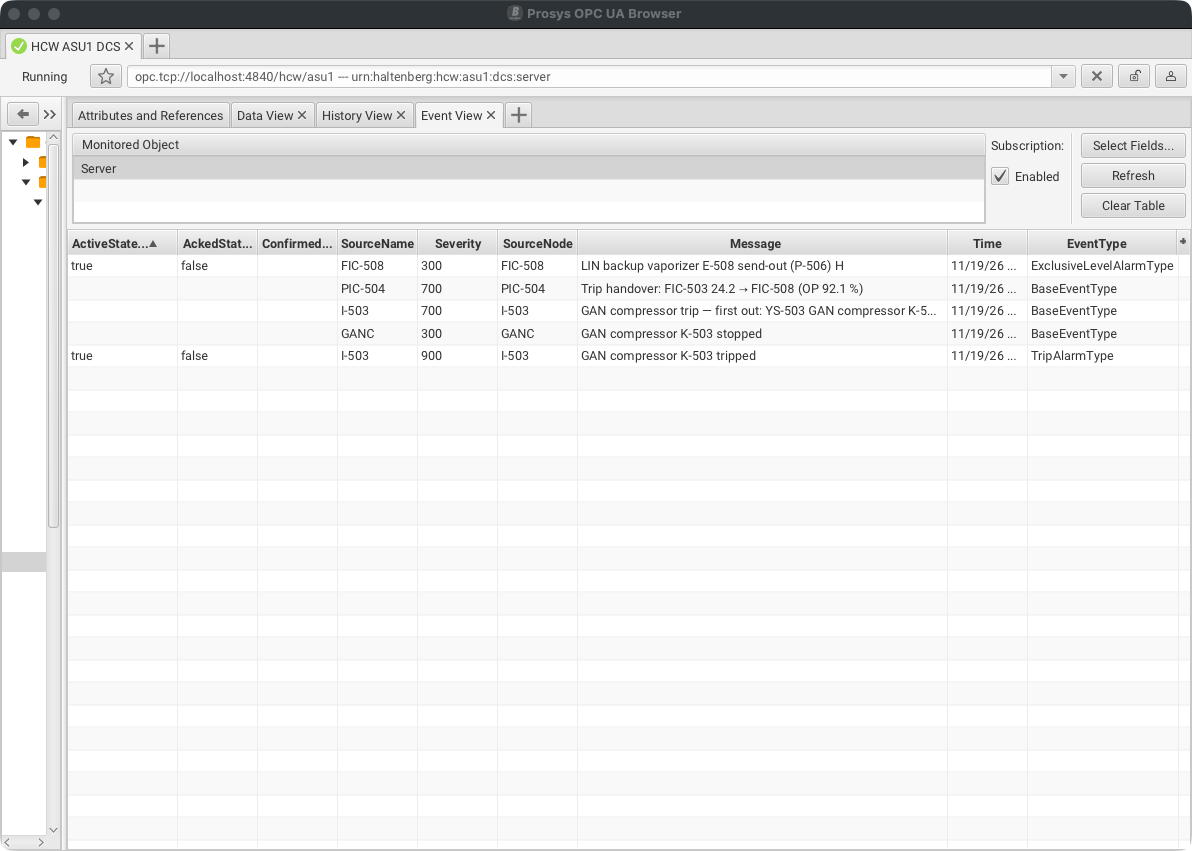 Prosys OPC UA Browser
HCW ASU1 DCS
Running
opc.tcp://localhost:4840/hcw/asu1 --- urn:haltenberg:hcw:asu1:dcs:server
Attributes and References
Data View
History View
Event View
Monitored Object
Server
Subscription:
Enabled
Select Fields...
Refresh
Clear Table
ActiveState... AckedStat... Confirmed... SourceName Severity SourceNode Message Time EventType
true false FIC-508 300 FIC-508 LIN backup vaporizer E-508 send-out (P-506) H 11/19/26 ... ExclusiveLevelAlarmType
PIC-504 700 PIC-504 Trip handover: FIC-503 24.2 → FIC-508 (OP 92.1 %) 11/19/26 ... BaseEventType
I-503 700 I-503 GAN compressor trip — first out: YS-503 GAN compressor K-5... 11/19/26 ... BaseEventType
GANC 300 GANC GAN compressor K-503 stopped 11/19/26 ... BaseEventType
true false I-503 900 I-503 GAN compressor K-503 tripped 11/19/26 ... TripAlarmType